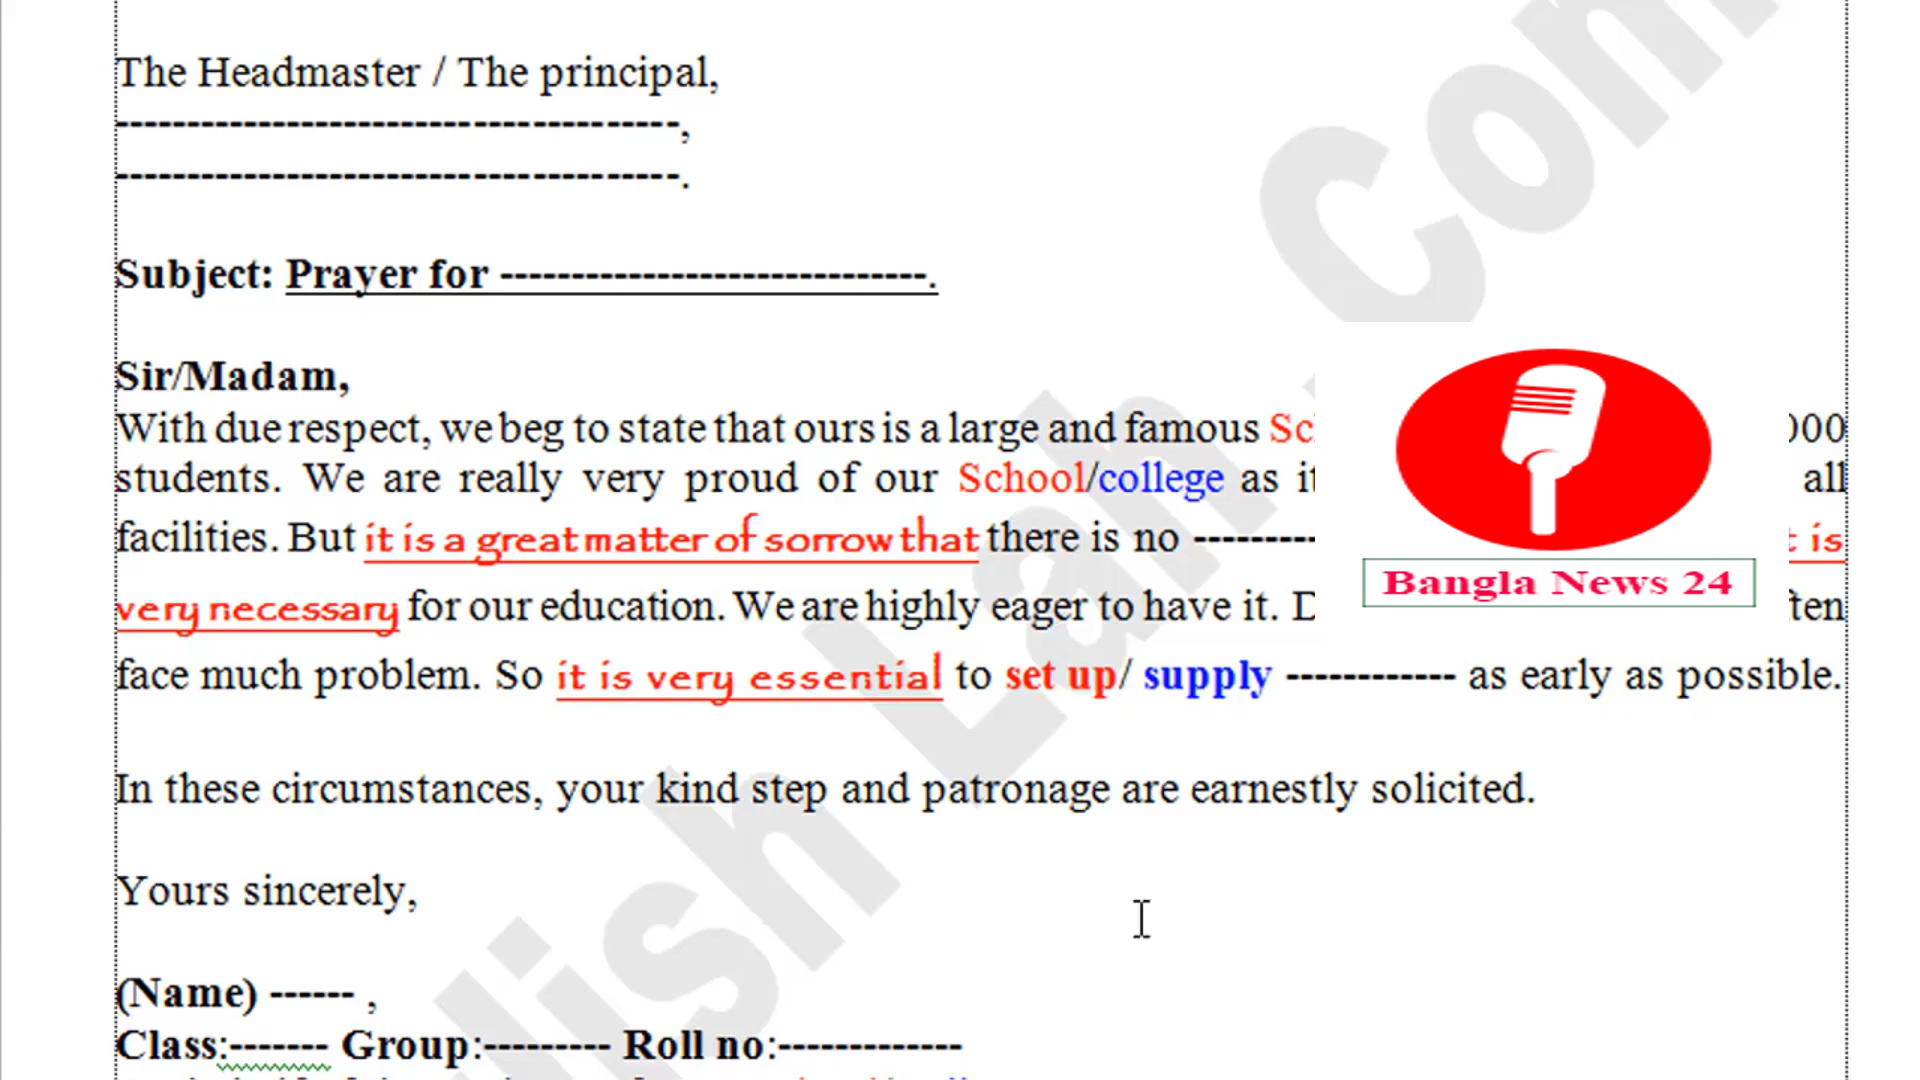 The Headmaster / The principal,
---------------------------------------,
---------------------------------------.
Subject: Prayer for ------------------------------.
Sir/Madam,
With due respect, we beg to state that ours is a large and famous 000
students. We are really very proud of our School/college as all
facilities. But it is a great matter of sorrow that there is no --------- is
very necessary for our education. We are highly eager to have it.
face much problem. So it is very essential to set up/ supply ------------ as early as possible.
In these circumstances, your kind step and patronage are earnestly solicited.
Yours sincerely,
(Name) ------ ,
Class:------- Group:--------- Roll no:-------------
Bangla News 24